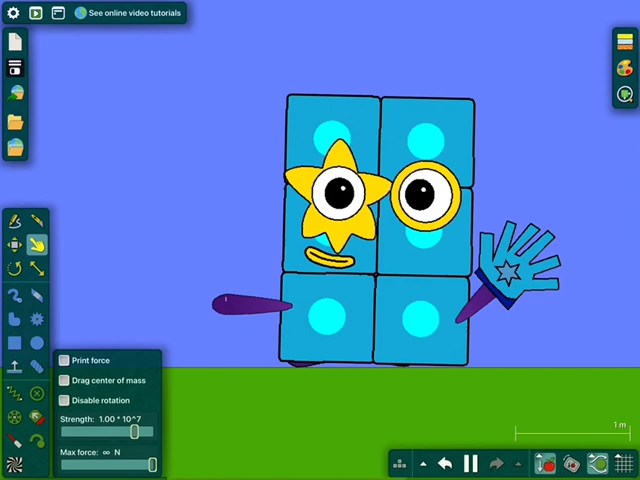 See online video tutorials
Print force
Drag center of mass
Disable rotation
Strength: 1.00 * 10^7
Max force: ∞ N
1 m